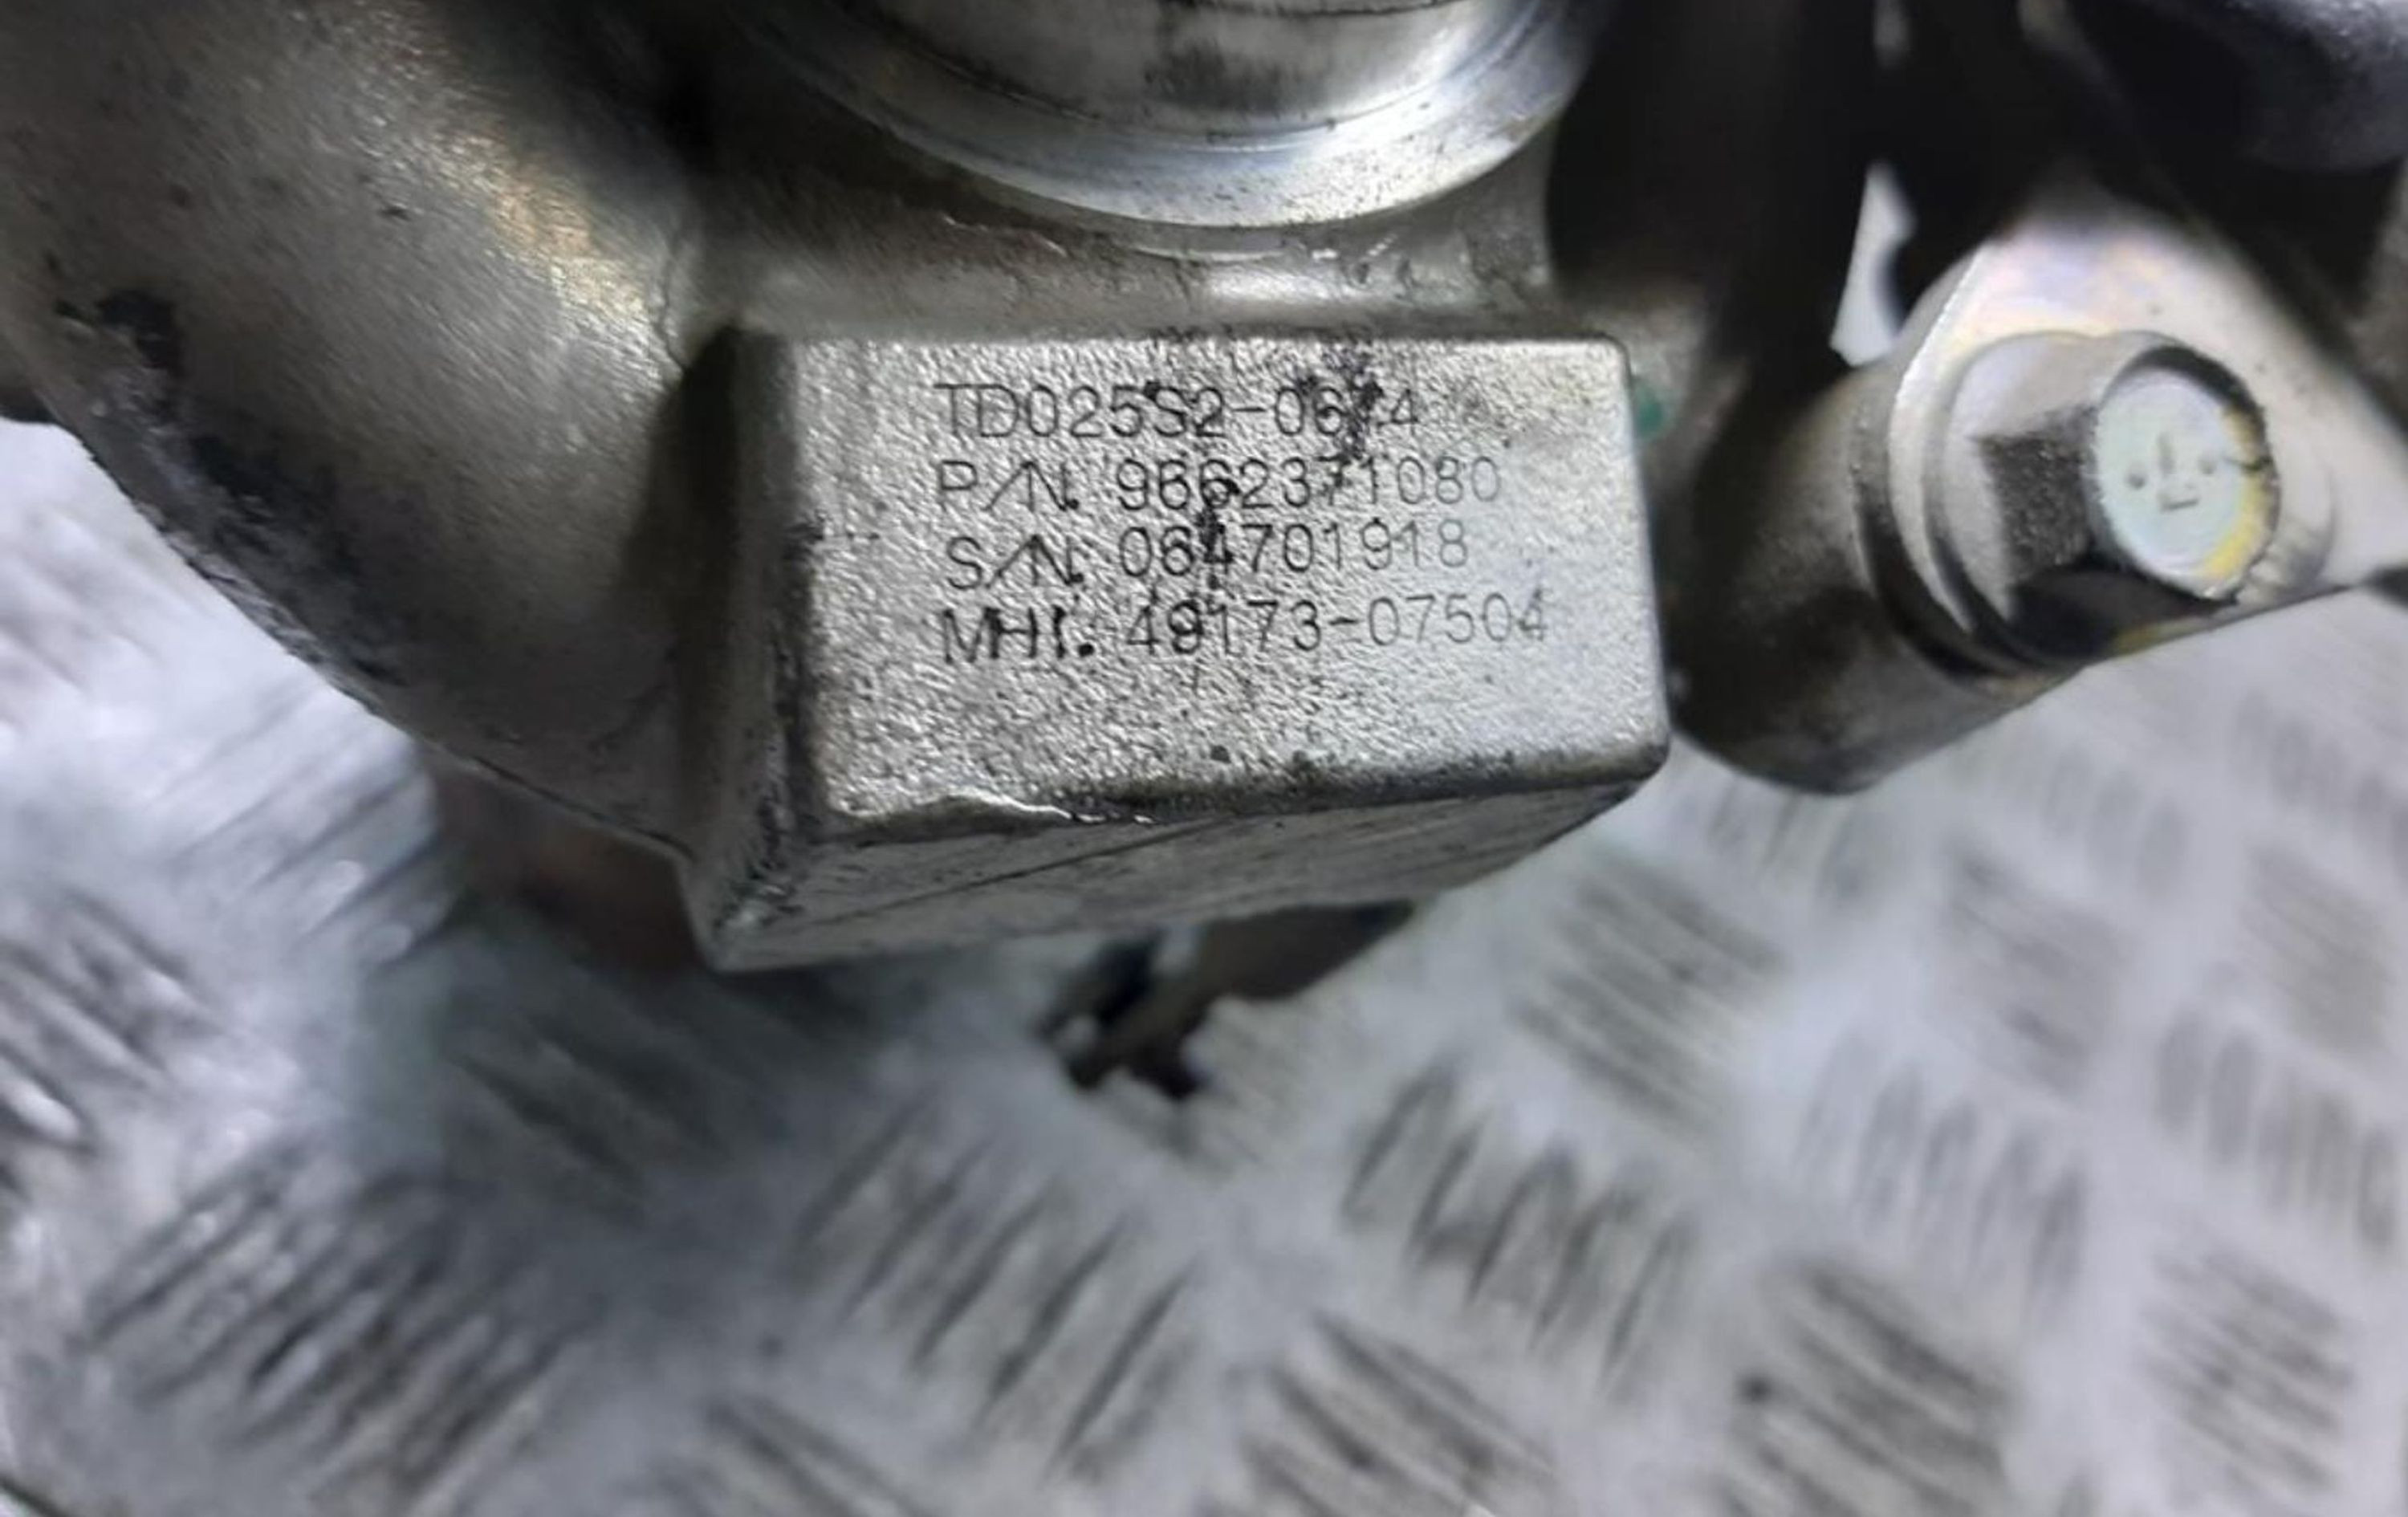 TD025S2-06T4
P/N. 9662371080
S/N. 064701918
MHI. 49173-07504